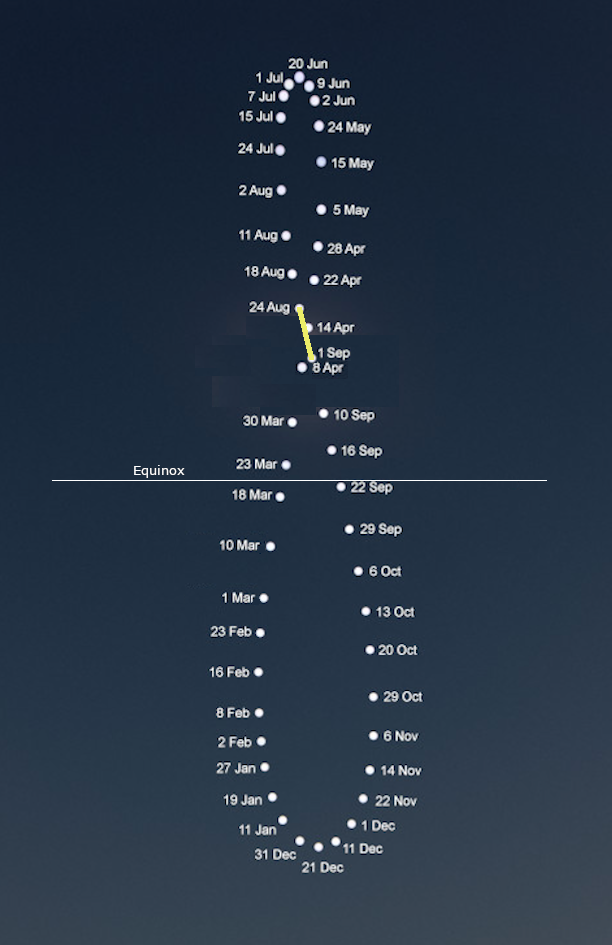 20 Jun
1 Jul
9 Jun
7 Jul
2 Jun
15 Jul
24 May
24 Jul
15 May
2 Aug
5 May
11 Aug
28 Apr
18 Aug
22 Apr
24 Aug
14 Apr
1 Sep
8 Apr
10 Sep
30 Mar
16 Sep
23 Mar
Equinox
22 Sep
18 Mar
29 Sep
10 Mar
6 Oct
1 Mar
13 Oct
23 Feb
20 Oct
16 Feb
29 Oct
8 Feb
6 Nov
2 Feb
27 Jan
14 Nov
19 Jan
22 Nov
1 Dec
11 Jan
11 Dec
31 Dec
21 Dec